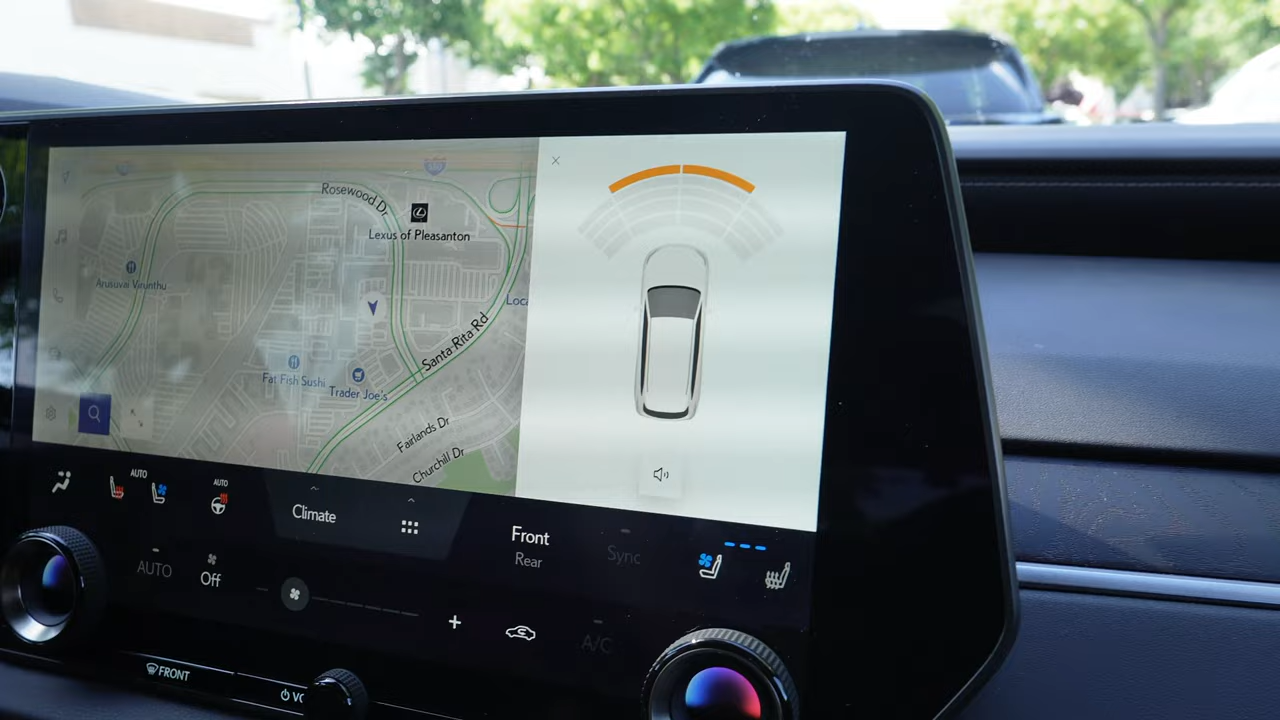 Rosewood Dr
Lexus of Pleasanton
Arusuvai Virunthu
Loca
Santa Rita Rd
Fat Fish Sushi
Trader Joe's
Fairlands Dr
Churchill Dr
AUTO
AUTO
Climate
Front
Rear
Sync
AUTO
Off
A/C
FRONT
VO